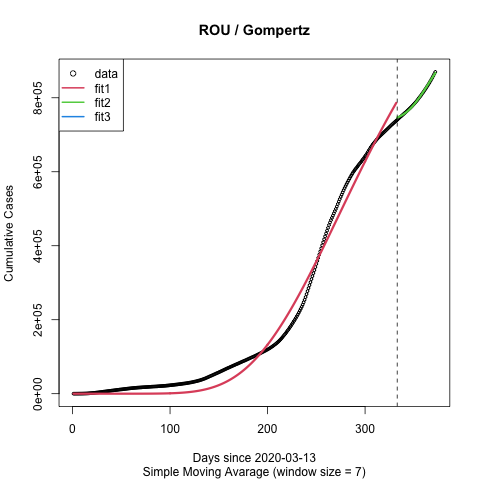 ROU / Gompertz
data
fit1
fit2
fit3
Cumulative Cases
0e+00
2e+05
4e+05
6e+05
8e+05
0
100
200
300
Days since 2020-03-13
Simple Moving Avarage (window size = 7)